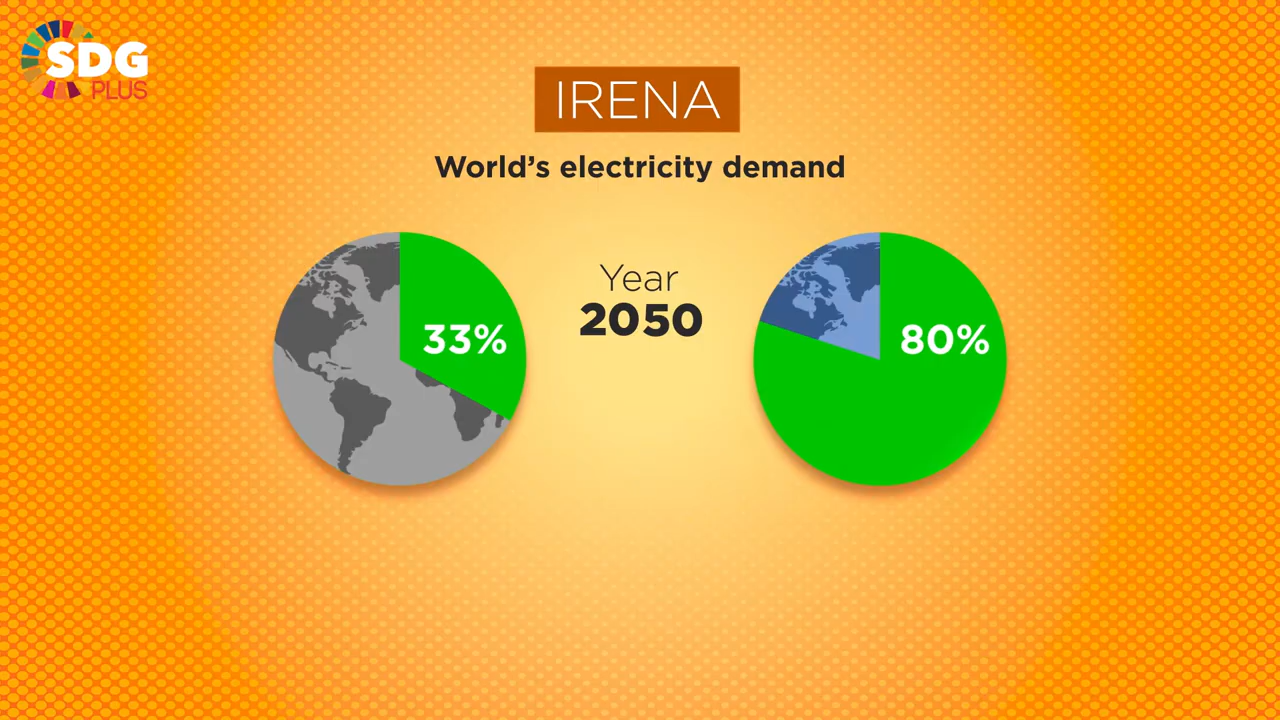 SDG
PLUS
IRENA
World’s electricity demand
Year
2050
33%
80%